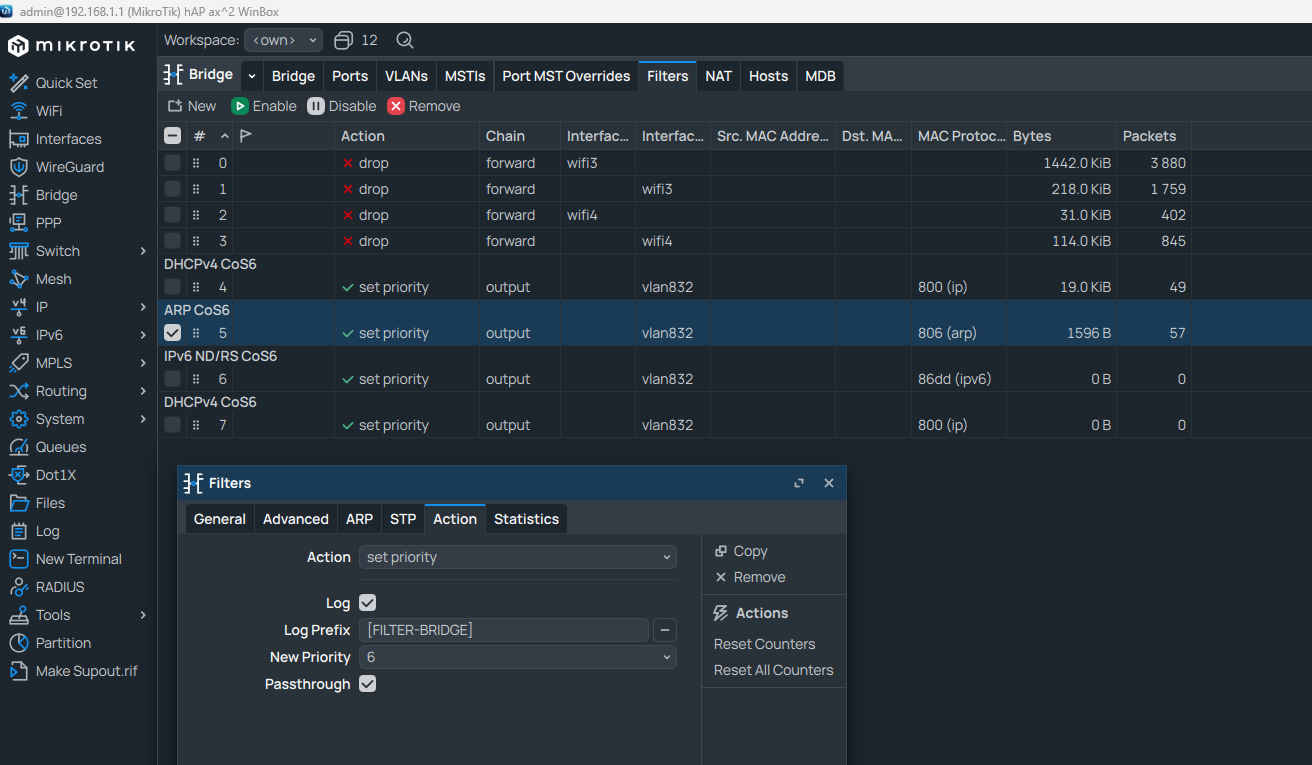 admin@192.168.1.1 (MikroTik) hAP ax^2 WinBox
MIKROTIK
Workspace: <own> 12
Quick Set
WiFi
Interfaces
WireGuard
Bridge
PPP
Switch
Mesh
IP
IPv6
MPLS
Routing
System
Queues
Dot1X
Files
Log
New Terminal
RADIUS
Tools
Partition
Make Supout.rif
Bridge Bridge Ports VLANs MSTIs Port MST Overrides Filters NAT Hosts MDB
New Enable Disable Remove
# Action Chain Interfac... Interfac... Src. MAC Addre... Dst. MA... MAC Protoc... Bytes Packets
0 drop forward wifi3 1442.0 KiB 3 880
1 drop forward wifi3 218.0 KiB 1 759
2 drop forward wifi4 31.0 KiB 402
3 drop forward wifi4 114.0 KiB 845
DHCPv4 CoS6
4 set priority output vlan832 800 (ip) 19.0 KiB 49
ARP CoS6
5 set priority output vlan832 806 (arp) 1596 B 57
IPv6 ND/RS CoS6
6 set priority output vlan832 86dd (ipv6) 0 B 0
DHCPv4 CoS6
7 set priority output vlan832 800 (ip) 0 B 0
Filters
General Advanced ARP STP Action Statistics
Action set priority
Log
Log Prefix [FILTER-BRIDGE]
New Priority 6
Passthrough
Copy
Remove
Actions
Reset Counters
Reset All Counters